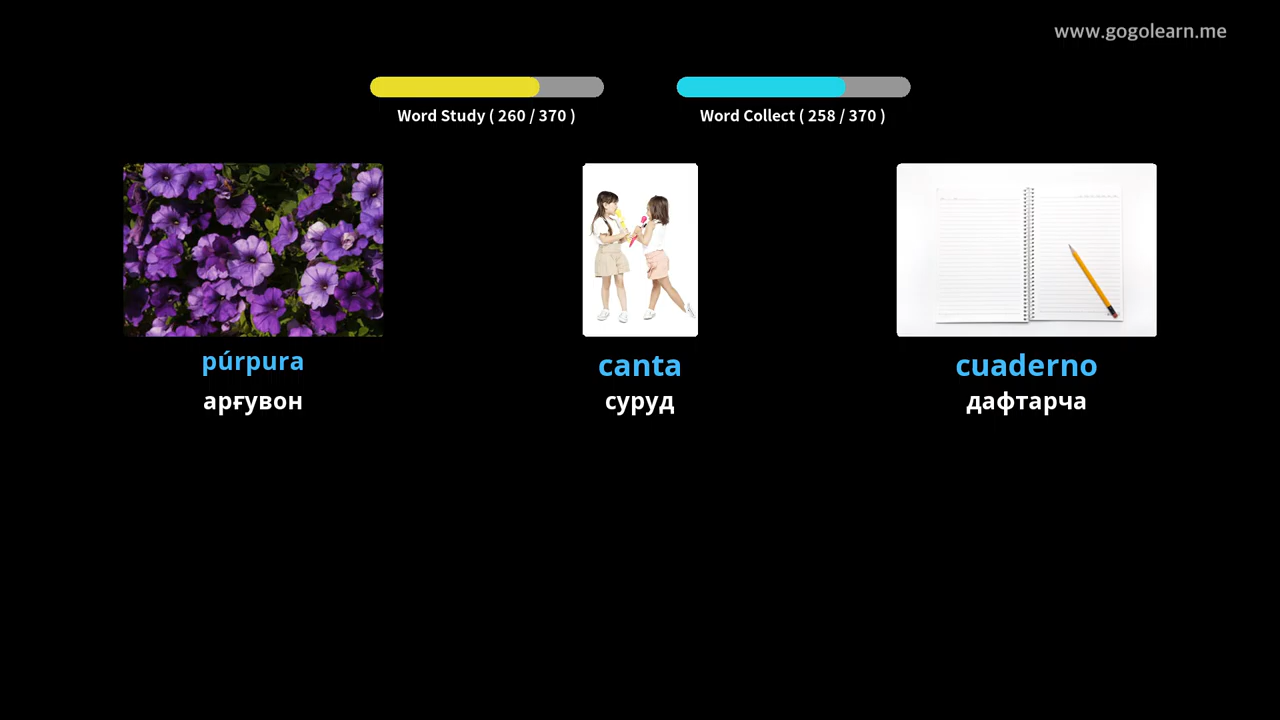 www.gogolearn.me
Word Study ( 260 / 370 )
Word Collect ( 258 / 370 )
púrpura
арғувон
canta
суруд
cuaderno
дафтарча